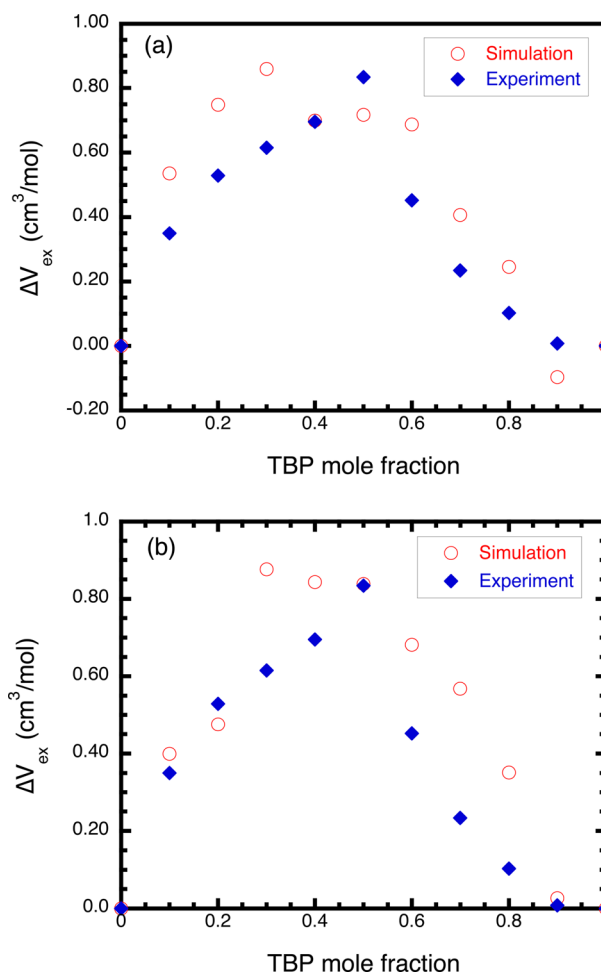 (a)
Simulation
Experiment
1.00
0.80
0.60
0.40
0.20
0.00
-0.20
ΔV_ex (cm³/mol)
0 0.2 0.4 0.6 0.8
TBP mole fraction
(b)
Simulation
Experiment
1.0
0.80
0.60
0.40
0.20
0.0
ΔV_ex (cm³/mol)
0 0.2 0.4 0.6 0.8
TBP mole fraction